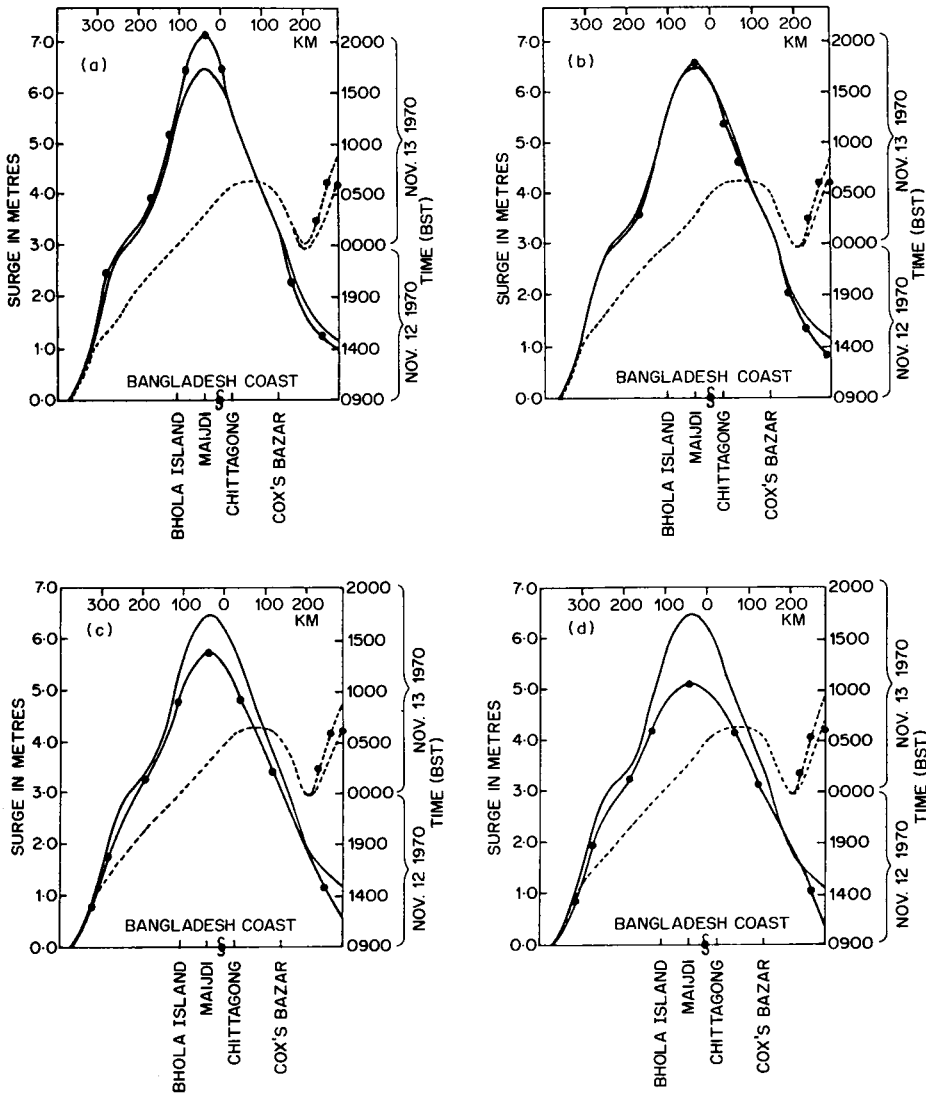 300 200 100 0 100 200
KM
(a)
SURGE IN METRES
7·0
6·0
5·0
4·0
3·0
2·0
1·0
0·0
2000
1500
1000
0500
0000
1900
1400
0900
NOV. 13 1970
NOV. 12 1970
TIME (BST)
BANGLADESH COAST
BHOLA ISLAND
MAIJDI
CHITTAGONG
COX'S BAZAR
300 200 100 0 100 200
KM
(b)
SURGE IN METRES
7·0
6·0
5·0
4·0
3·0
2·0
1·0
0·0
2000
1500
1000
0500
0000
1900
1400
0900
NOV. 13 1970
NOV. 12 1970
TIME (BST)
BANGLADESH COAST
BHOLA ISLAND
MAIJDI
CHITTAGONG
COX'S BAZAR
300 200 100 0 100 200
KM
(c)
SURGE IN METRES
7·0
6·0
5·0
4·0
3·0
2·0
1·0
0·0
2000
1500
1000
0500
0000
1900
1400
0900
NOV. 13 1970
NOV. 12 1970
TIME (BST)
BANGLADESH COAST
BHOLA ISLAND
MAIJDI
CHITTAGONG
COX'S BAZAR
300 200 100 0 100 200
KM
(d)
SURGE IN METRES
7·0
6·0
5·0
4·0
3·0
2·0
1·0
0·0
2000
1500
1000
0500
0000
1900
1400
0900
NOV. 13 1970
NOV. 12 1970
TIME (BST)
BANGLADESH COAST
BHOLA ISLAND
MAIJDI
CHITTAGONG
COX'S BAZAR